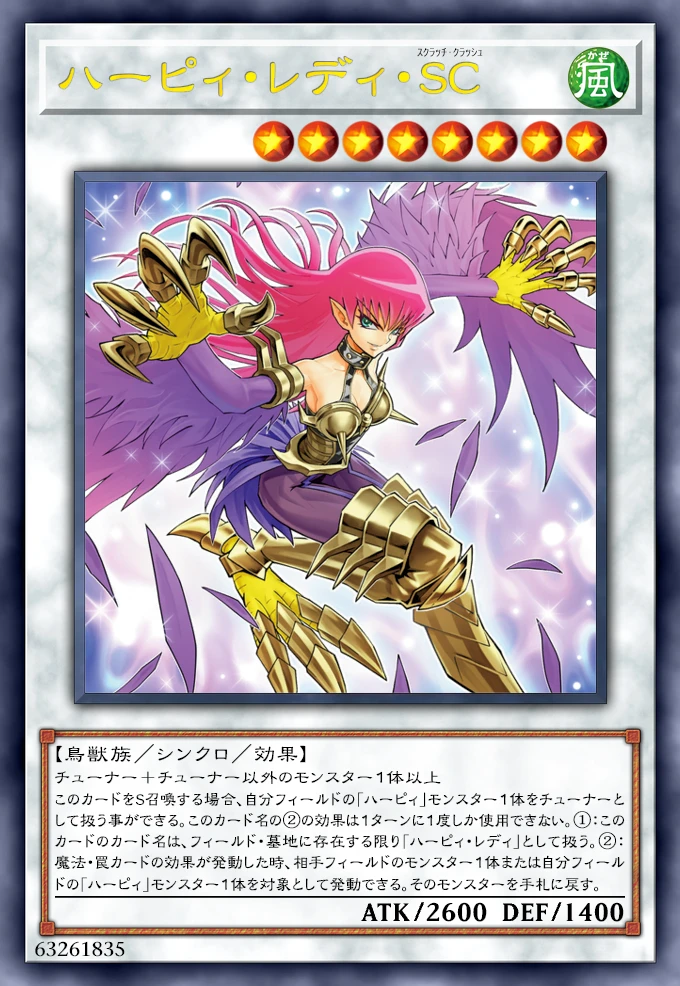 スクラッチ・クラッシュ
ハーピィ・レディ・SC
かぜ
風
【鳥獣族／シンクロ／効果】
チューナー＋チューナー以外のモンスター１体以上
このカードをS召喚する場合、自分フィールドの「ハーピィ」モンスター１体をチューナーと
して扱う事ができる。このカード名の②の効果は１ターンに１度しか使用できない。①：この
カードのカード名は、フィールド・墓地に存在する限り「ハーピィ・レディ」として扱う。②：
魔法・罠カードの効果が発動した時、相手フィールドのモンスター１体または自分フィール
ドの「ハーピィ」モンスター１体を対象として発動できる。そのモンスターを手札に戻す。
ATK/2600 DEF/1400
63261835